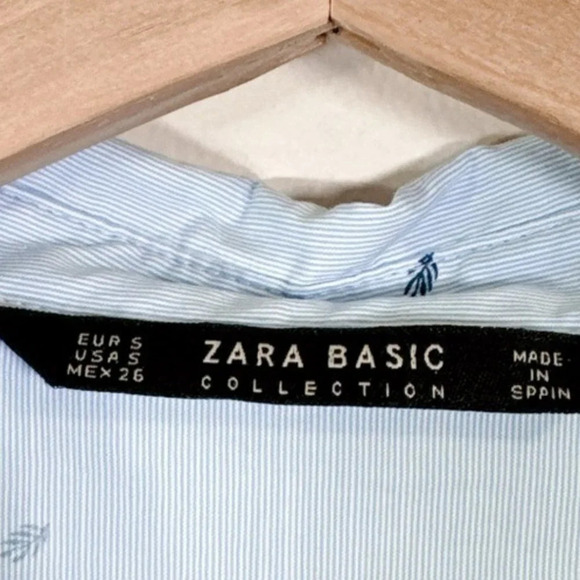 EUR S
USA S
MEX 26
ZARA BASIC
COLLECTION
MADE
IN
SPAIN